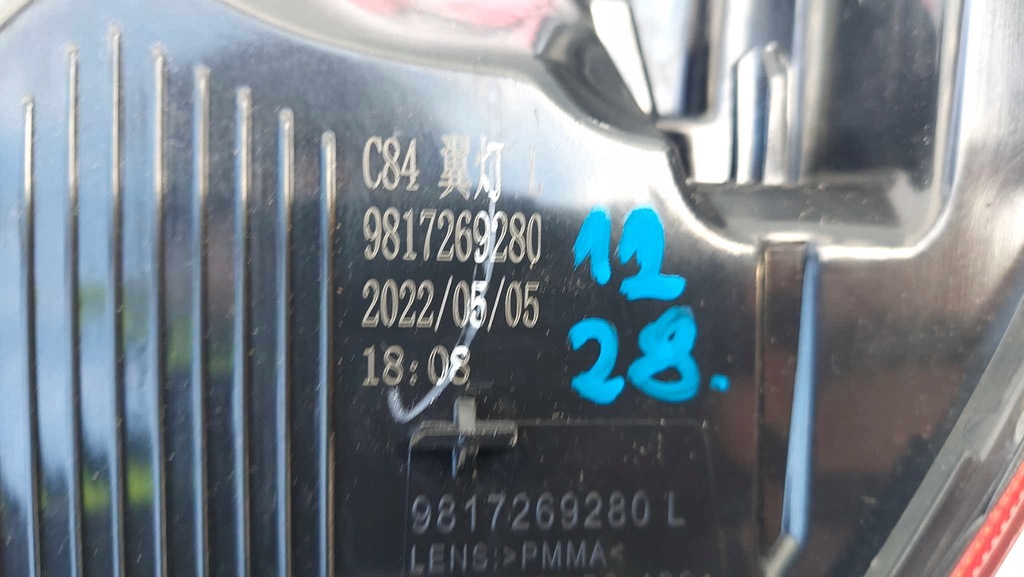 C84 翼灯 L
9817269280
2022/05/05
18:08
12
28.
9817269280 L
LENS:>PMMA<